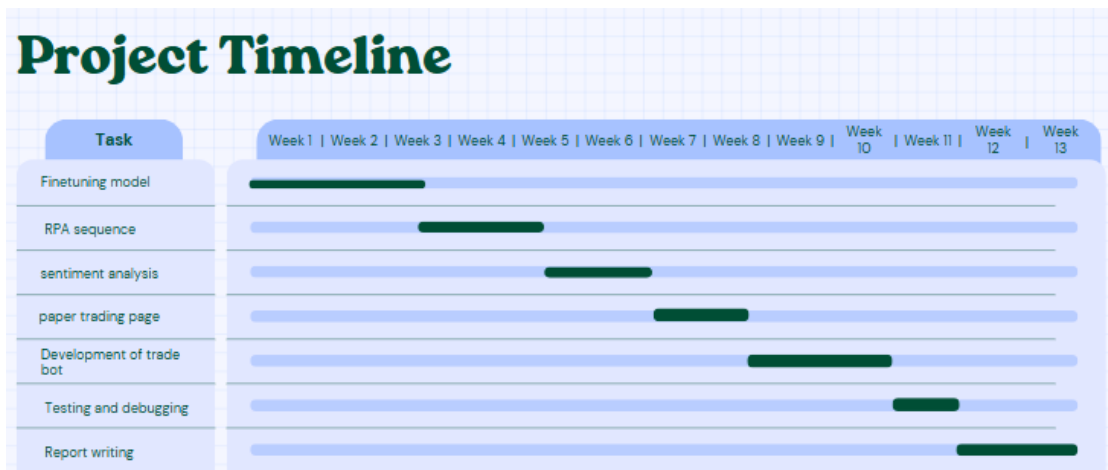 Project Timeline
Task
Week 1 | Week 2 | Week 3 | Week 4 | Week 5 | Week 6 | Week 7 | Week 8 | Week 9 | Week 10 | Week 11 | Week 12 | Week 13
Finetuning model
RPA sequence
sentiment analysis
paper trading page
Development of trade
bot
Testing and debugging
Report writing